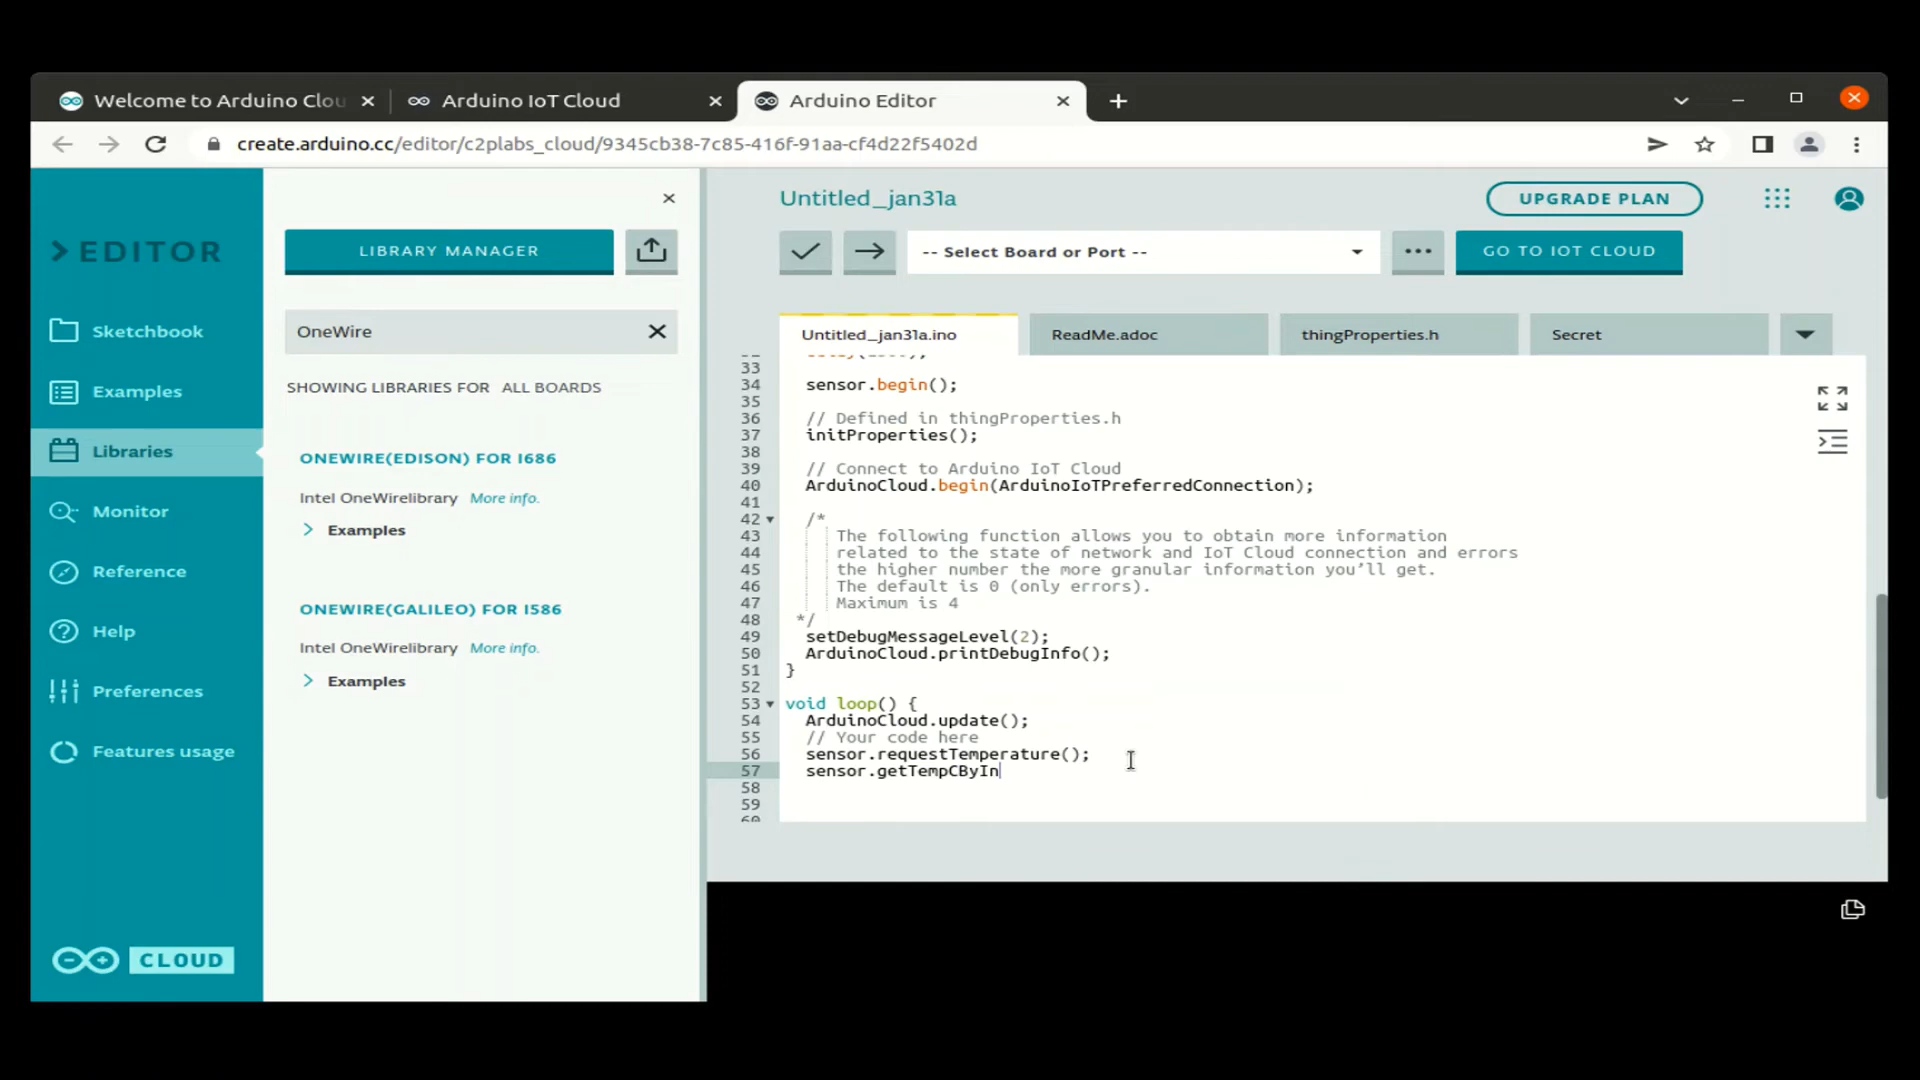 Welcome to Arduino Clou
Arduino IoT Cloud
Arduino Editor
create.arduino.cc/editor/c2plabs_cloud/9345cb38-7c85-416f-91aa-cf4d22f5402d
EDITOR
Sketchbook
Examples
Libraries
Monitor
Reference
Help
Preferences
Features usage
CLOUD
LIBRARY MANAGER
OneWire
SHOWING LIBRARIES FOR ALL BOARDS
ONEWIRE(EDISON) FOR I686
Intel OneWirelibrary More info.
Examples
ONEWIRE(GALILEO) FOR I586
Intel OneWirelibrary More info.
Examples
Untitled_jan31a
UPGRADE PLAN
-- Select Board or Port --
GO TO IOT CLOUD
Untitled_jan31a.ino
ReadMe.adoc
thingProperties.h
Secret
33
34 sensor.begin();
35
36 // Defined in thingProperties.h
37 initProperties();
38
39 // Connect to Arduino IoT Cloud
40 ArduinoCloud.begin(ArduinoIoTPreferredConnection);
41
42 /*
43 The following function allows you to obtain more information
44 related to the state of network and IoT Cloud connection and errors
45 the higher number the more granular information you’ll get.
46 The default is 0 (only errors).
47 Maximum is 4
48 */
49 setDebugMessageLevel(2);
50 ArduinoCloud.printDebugInfo();
51 }
52
53 void loop() {
54 ArduinoCloud.update();
55 // Your code here
56 sensor.requestTemperature();
57 sensor.getTempCByIn
58
59
60